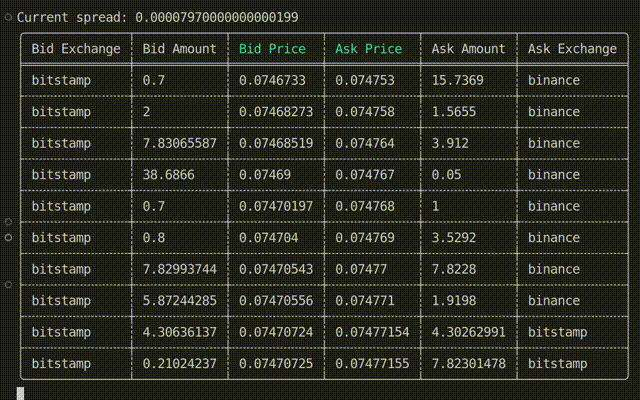 Current spread: 0.00007970000000000199
Bid Exchange Bid Amount Bid Price Ask Price Ask Amount Ask Exchange
bitstamp 0.7 0.0746733 0.074753 15.7369 binance
bitstamp 2 0.07468273 0.074758 1.5655 binance
bitstamp 7.83065587 0.07468519 0.074764 3.912 binance
bitstamp 38.6866 0.07469 0.074767 0.05 binance
bitstamp 0.7 0.07470197 0.074768 1 binance
bitstamp 0.8 0.074704 0.074769 3.5292 binance
bitstamp 7.82993744 0.07470543 0.07477 7.8228 binance
bitstamp 5.87244285 0.07470556 0.074771 1.9198 binance
bitstamp 4.30636137 0.07470724 0.07477154 4.30262991 bitstamp
bitstamp 0.21024237 0.07470725 0.07477155 7.82301478 bitstamp